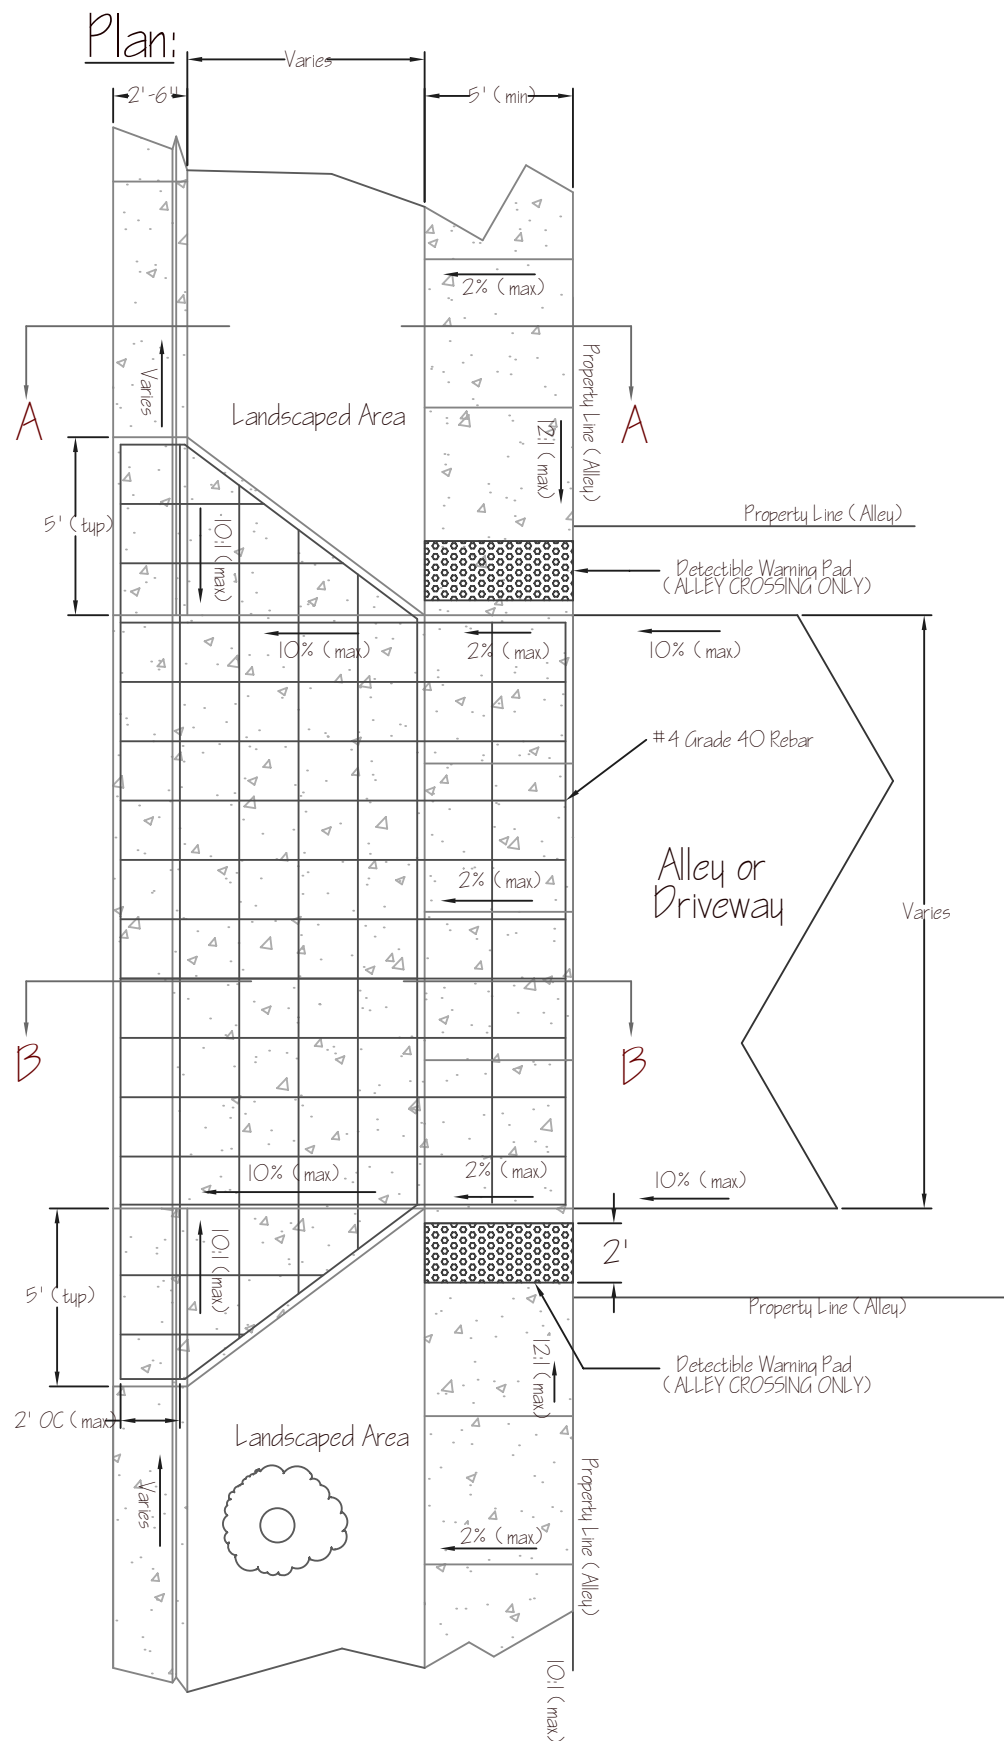 Plan:
Varies
2'-6"
5' (min)
2% (max)
A
Varies
Landscaped Area
Property Line (Alley)
A
12:1 (max)
5' (typ)
10:1 (max)
Property Line (Alley)
Detectible Warning Pad
(ALLEY CROSSING ONLY)
10% (max)
2% (max)
10% (max)
#4 Grade 40 Rebar
2% (max)
Alley or
Driveway
Varies
B
B
10% (max)
2% (max)
10% (max)
10:1 (max)
2'
5' (typ)
Property Line (Alley)
12:1 (max)
Detectible Warning Pad
(ALLEY CROSSING ONLY)
2' OC (max)
Landscaped Area
Varies
Property Line (Alley)
2% (max)
10:1 (max)